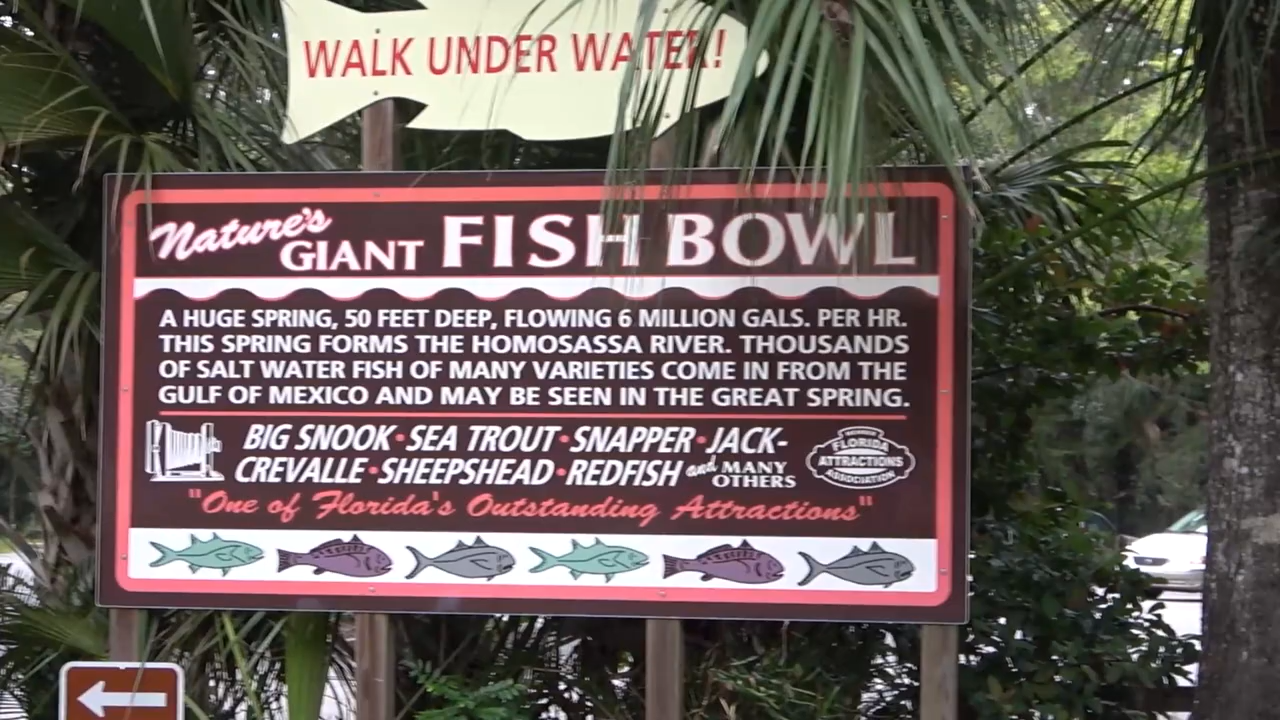 WALK UNDER WATER!
Nature's GIANT FISH BOWL
A HUGE SPRING, 50 FEET DEEP, FLOWING 6 MILLION GALS. PER HR.
THIS SPRING FORMS THE HOMOSASSA RIVER. THOUSANDS
OF SALT WATER FISH OF MANY VARIETIES COME IN FROM THE
GULF OF MEXICO AND MAY BE SEEN IN THE GREAT SPRING.
BIG SNOOK • SEA TROUT • SNAPPER • JACK-
CREVALLE • SHEEPSHEAD • REDFISH and MANY OTHERS
FLORIDA
ATTRACTIONS
ASSOCIATION
"One of Florida's Outstanding Attractions"